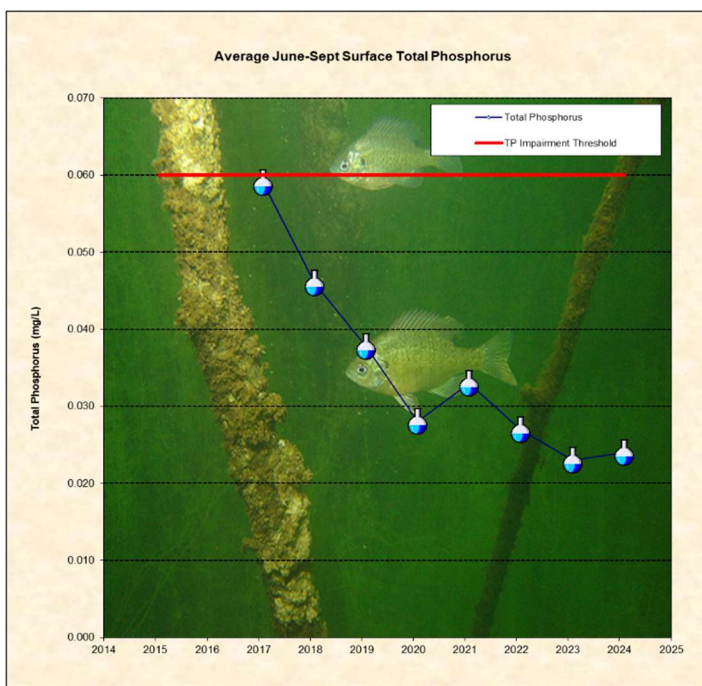 Average June-Sept Surface Total Phosphorus
0.070
Total Phosphorus
TP Impairment Threshold
0.060
0.050
0.040
Total Phosphorus (mg/L)
0.030
0.020
0.010
0.000
2014 2015 2016 2017 2018 2019 2020 2021 2022 2023 2024 2025